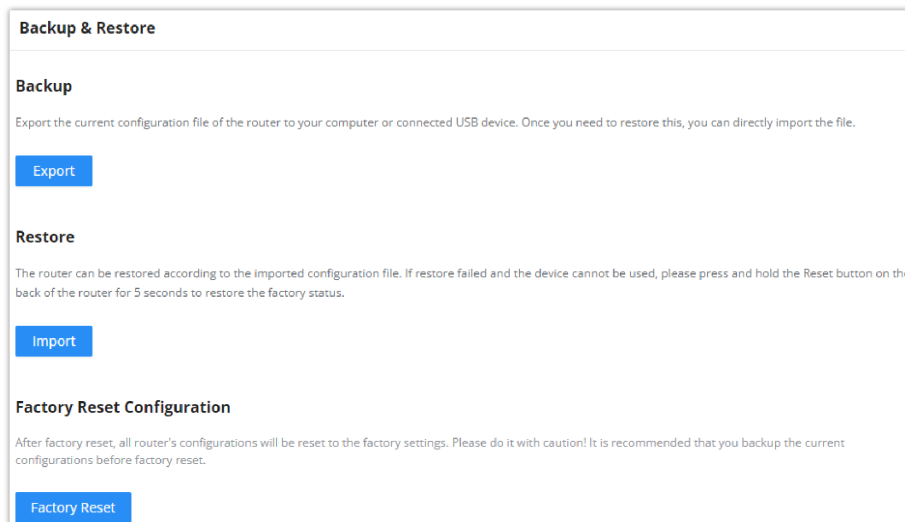 Backup & Restore
Backup
Export the current configuration file of the router to your computer or connected USB device. Once you need to restore this, you can directly import the file.
Export
Restore
The router can be restored according to the imported configuration file. If restore failed and the device cannot be used, please press and hold the Reset button on the
back of the router for 5 seconds to restore the factory status.
Import
Factory Reset Configuration
After factory reset, all router's configurations will be reset to the factory settings. Please do it with caution! It is recommended that you backup the current
configurations before factory reset.
Factory Reset